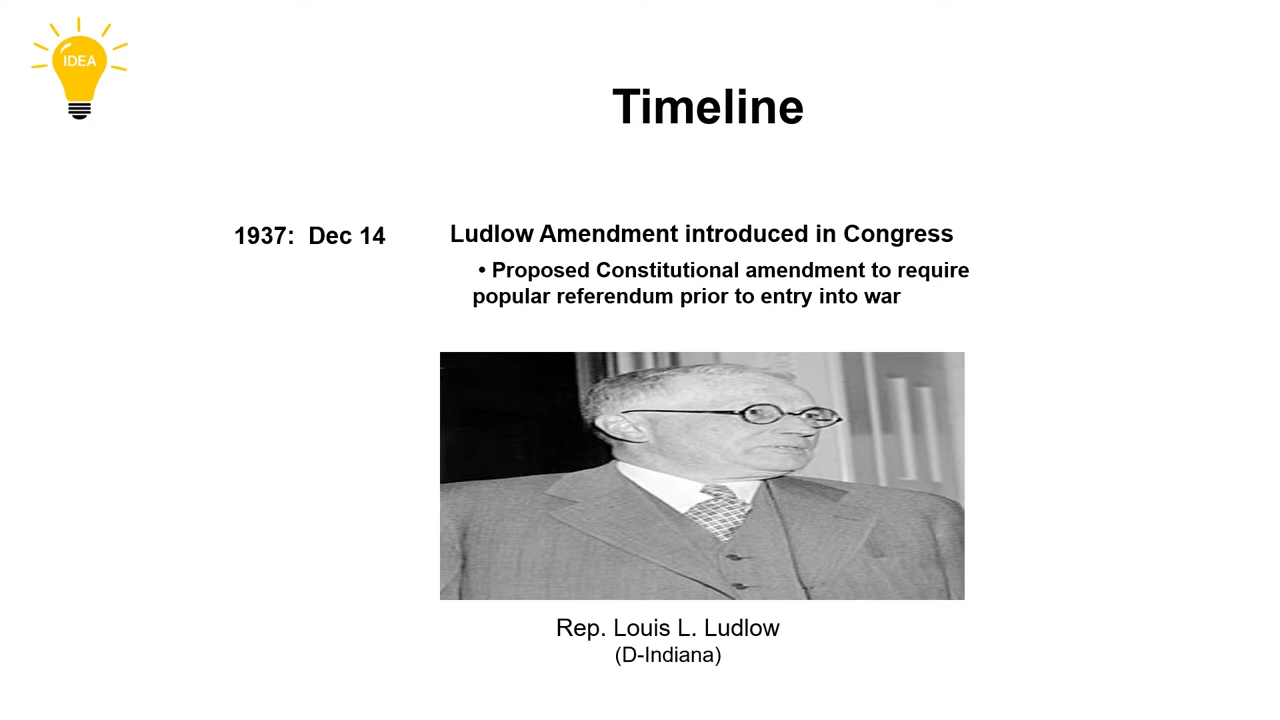 IDEA
Timeline
1937:  Dec 14
Ludlow Amendment introduced in Congress
• Proposed Constitutional amendment to require
popular referendum prior to entry into war
Rep. Louis L. Ludlow
(D-Indiana)